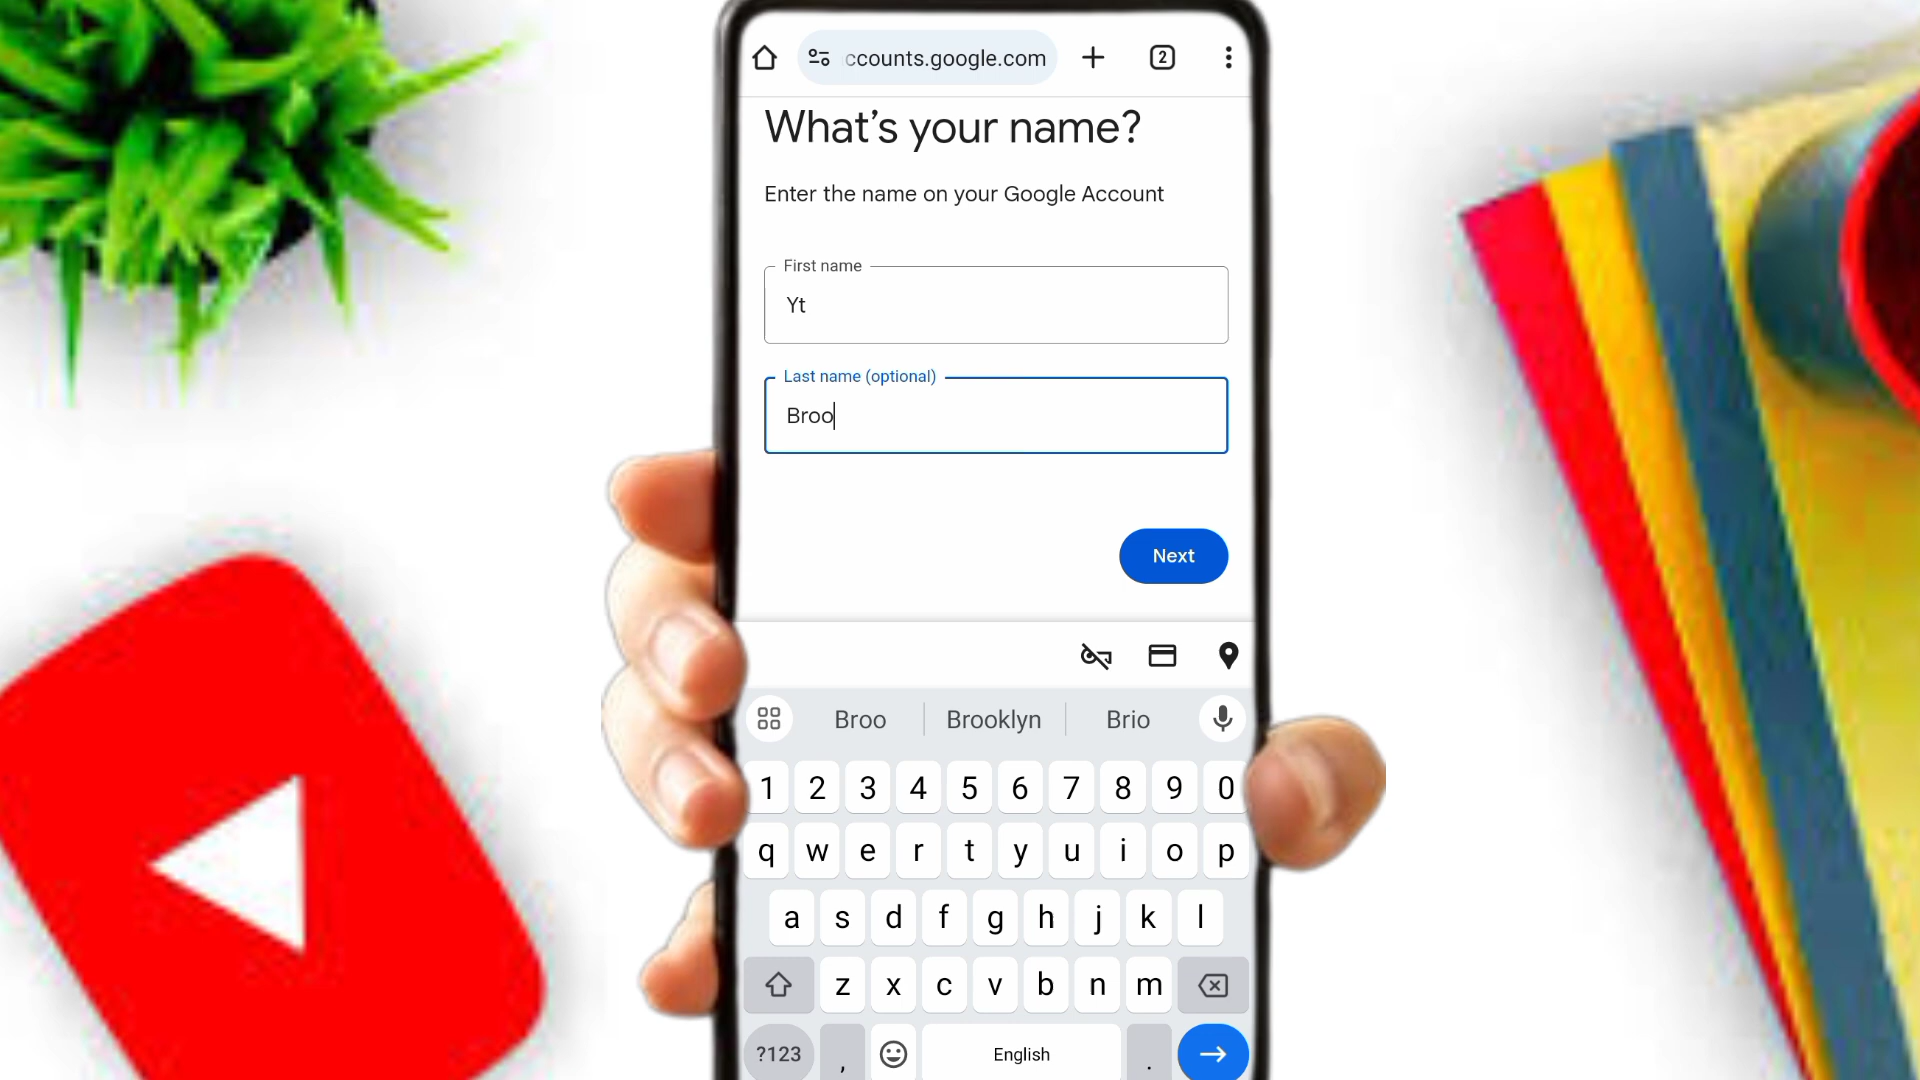 ccounts.google.com
2
What's your name?
Enter the name on your Google Account
First name
Yt
Last name (optional)
Broo
Next
Broo Brooklyn Brio
1 2 3 4 5 6 7 8 9 0
q w e r t y u i o p
a s d f g h j k l
z x c v b n m
?123 , English .